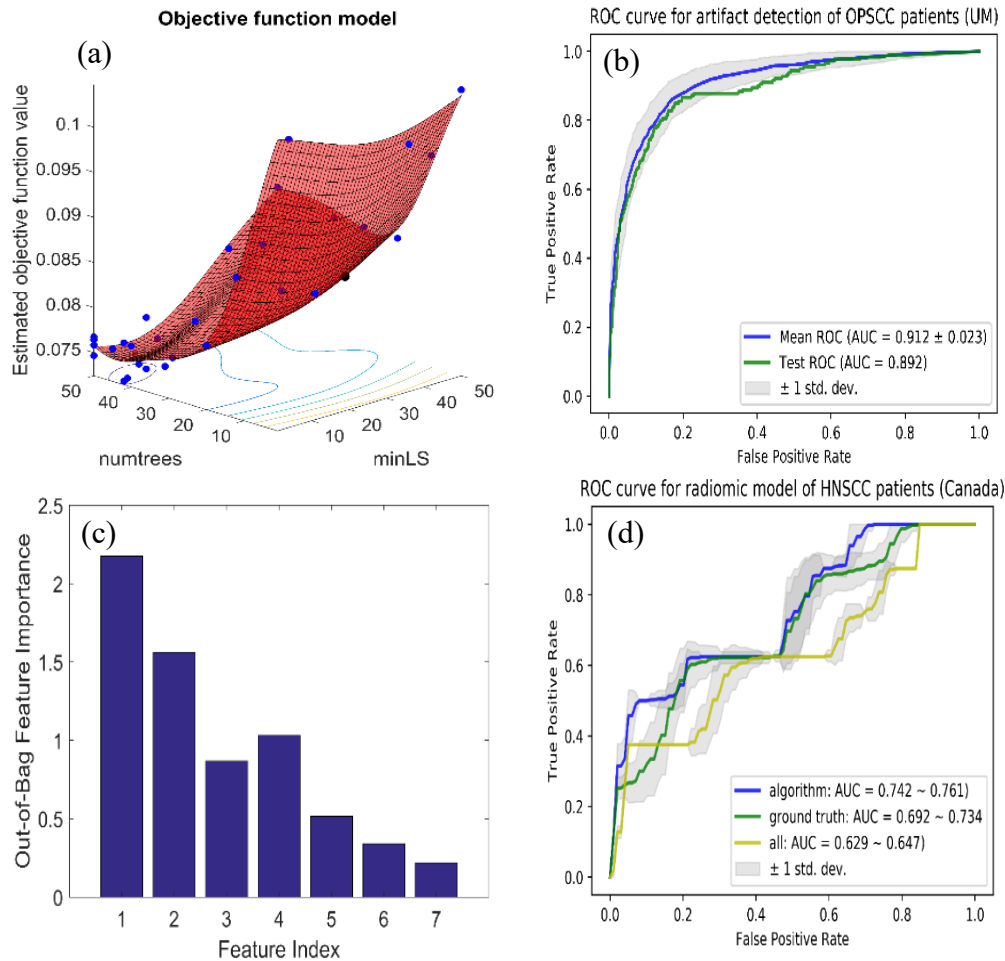 Objective function model
(a)
Estimated objective function value
0.1
0.095
0.09
0.085
0.08
0.075
50
40
30
20
10
numtrees
10
20
30
40
50
minLS
ROC curve for artifact detection of OPSCC patients (UM)
(b)
True Positive Rate
1.0
0.8
0.6
0.4
0.2
0.0
Mean ROC (AUC = 0.912 ± 0.023)
Test ROC (AUC = 0.892)
± 1 std. dev.
0.0 0.2 0.4 0.6 0.8 1.0
False Positive Rate
(c)
Out-of-Bag Feature Importance
2.5
2
1.5
1
0.5
0
1 2 3 4 5 6 7
Feature Index
ROC curve for radiomic model of HNSCC patients (Canada)
(d)
True Positive Rate
1.0
0.8
0.6
0.4
0.2
0.0
algorithm: AUC = 0.742 ~ 0.761)
ground truth: AUC = 0.692 ~ 0.734
all: AUC = 0.629 ~ 0.647)
± 1 std. dev.
0.0 0.2 0.4 0.6 0.8 1.0
False Positive Rate